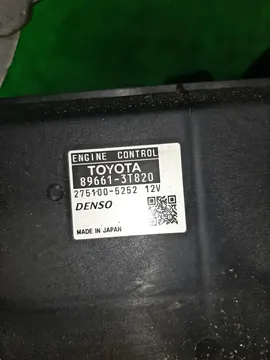 ENGINE CONTROL
TOYOTA
89661-3T820
275100-5252 12V
DENSO
MADE IN JAPAN